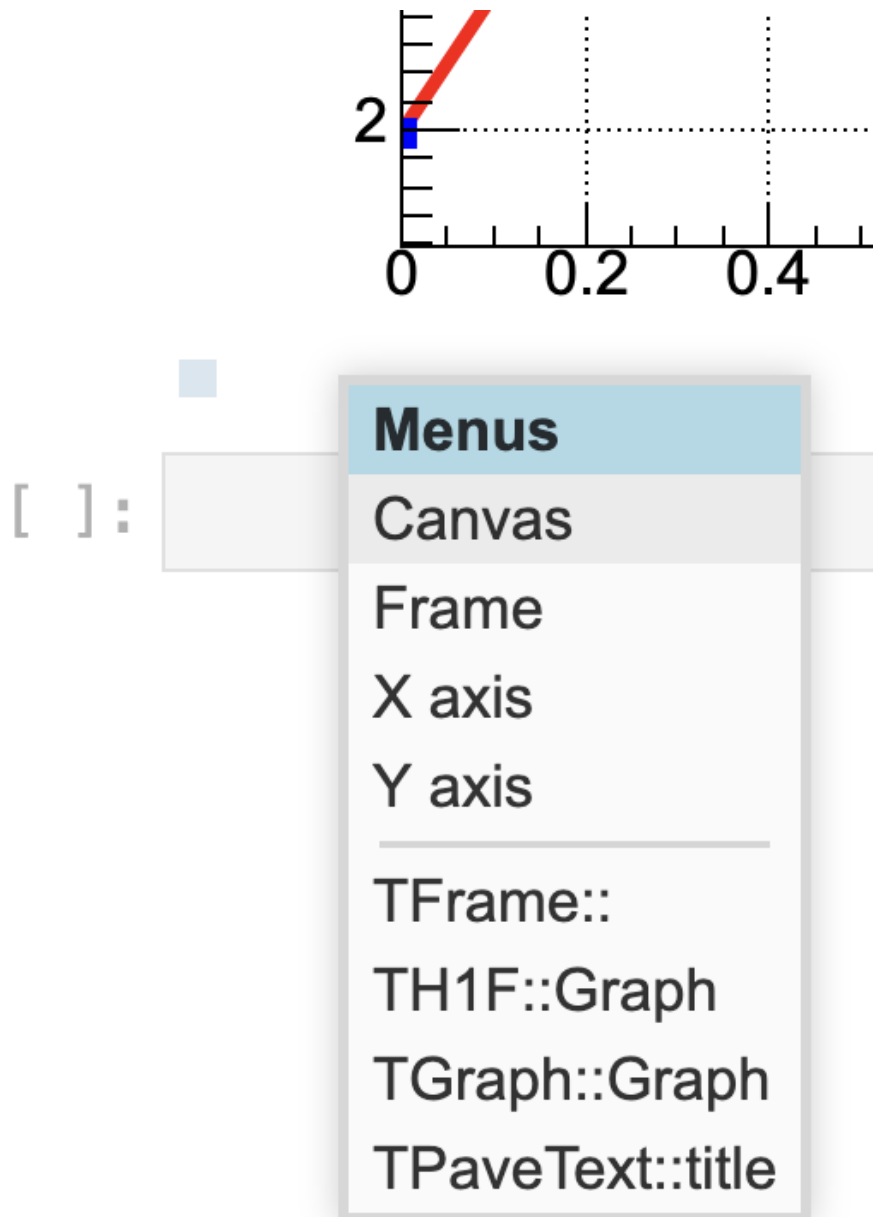 2
0 0.2 0.4
Menus
[ ]:
Canvas
Frame
X axis
Y axis
TFrame::
TH1F::Graph
TGraph::Graph
TPaveText::title